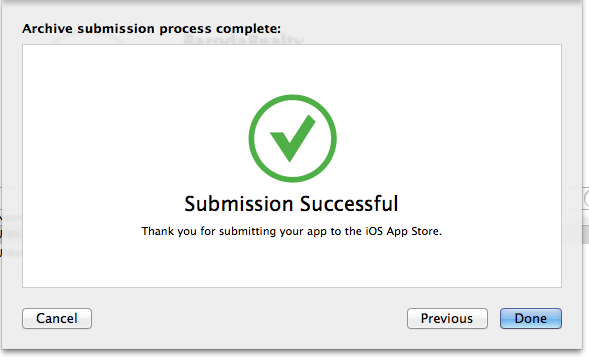 Archive submission process complete:
BarodaRealty
Submission Successful
Thank you for submitting your app to the iOS App Store.
Cancel
Previous
Done